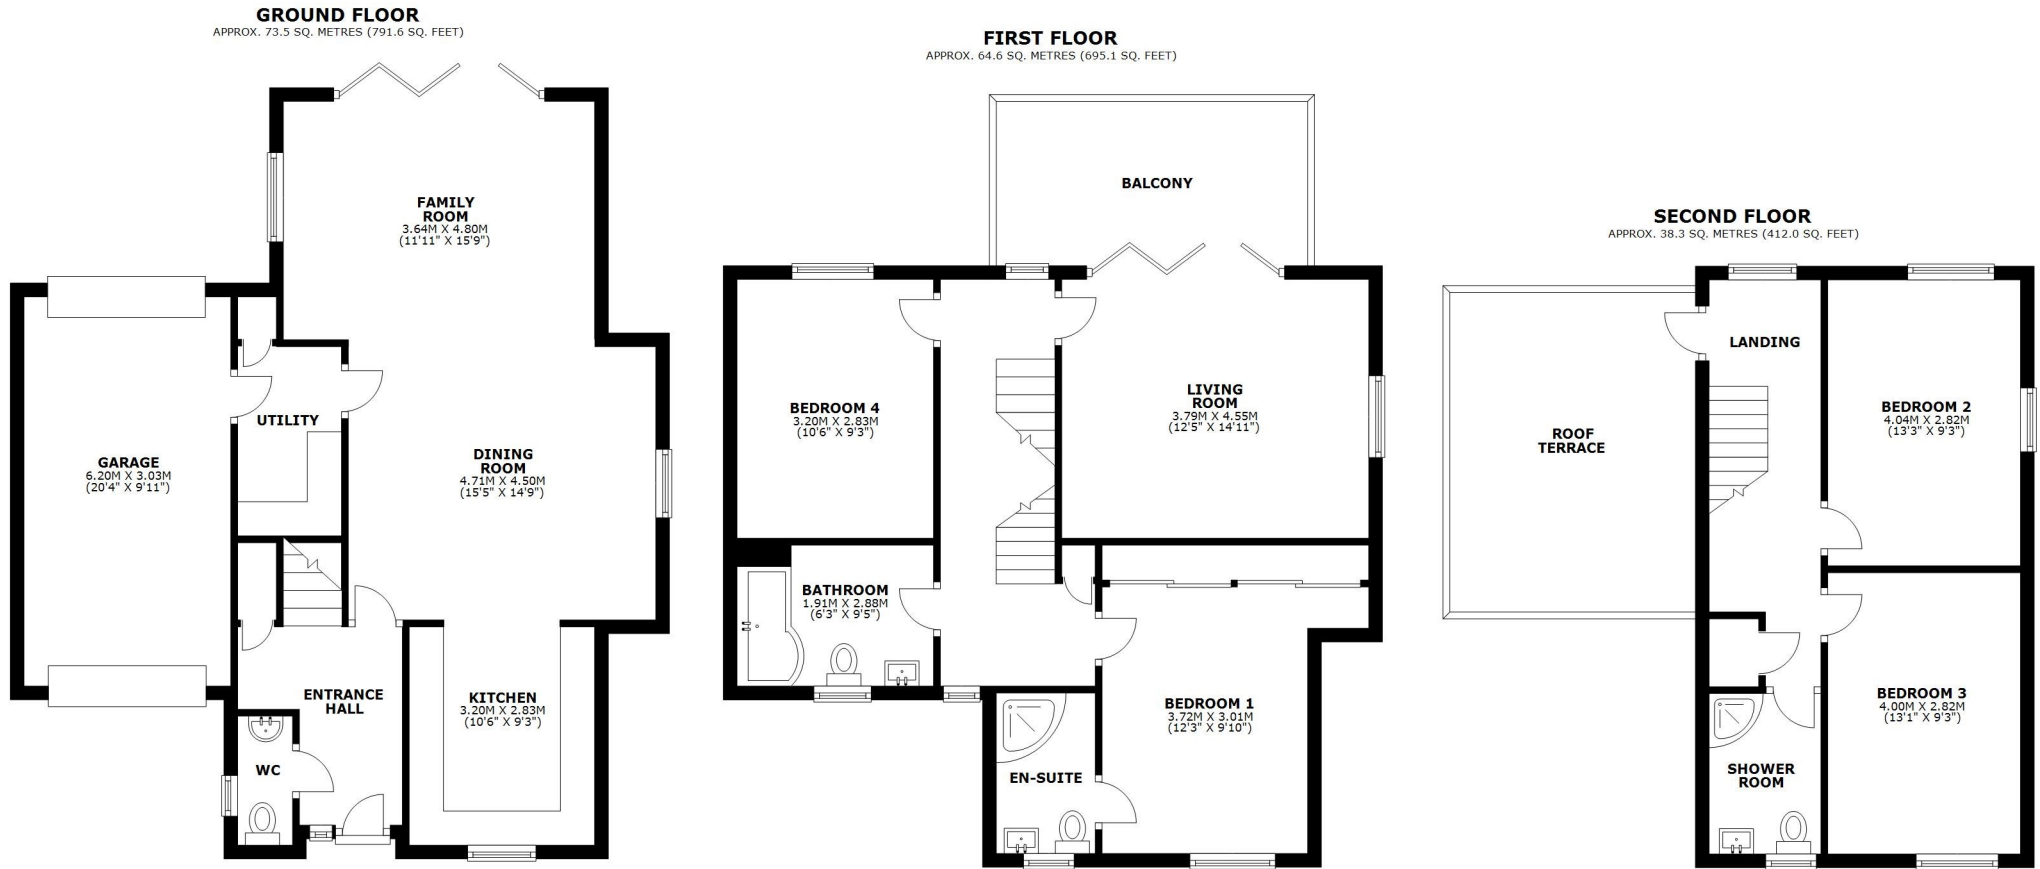 GROUND FLOOR
APPROX. 73.5 SQ. METRES (791.6 SQ. FEET)
FAMILY
ROOM
3.64M X 4.80M
(11'11" X 15'9")
UTILITY
GARAGE
6.20M X 3.03M
(20'4" X 9'11")
DINING
ROOM
4.71M X 4.50M
(15'5" X 14'9")
ENTRANCE
HALL
KITCHEN
3.20M X 2.83M
(10'6" X 9'3")
WC
FIRST FLOOR
APPROX. 64.6 SQ. METRES (695.1 SQ. FEET)
BALCONY
BEDROOM 4
3.20M X 2.83M
(10'6" X 9'3")
LIVING
ROOM
3.79M X 4.55M
(12'5" X 14'11")
BATHROOM
1.91M X 2.88M
(6'3" X 9'5")
BEDROOM 1
3.72M X 3.01M
(12'3" X 9'10")
EN-SUITE
SECOND FLOOR
APPROX. 38.3 SQ. METRES (412.0 SQ. FEET)
LANDING
ROOF
TERRACE
BEDROOM 2
4.04M X 2.82M
(13'3" X 9'3")
BEDROOM 3
4.00M X 2.82M
(13'1" X 9'3")
SHOWER
ROOM